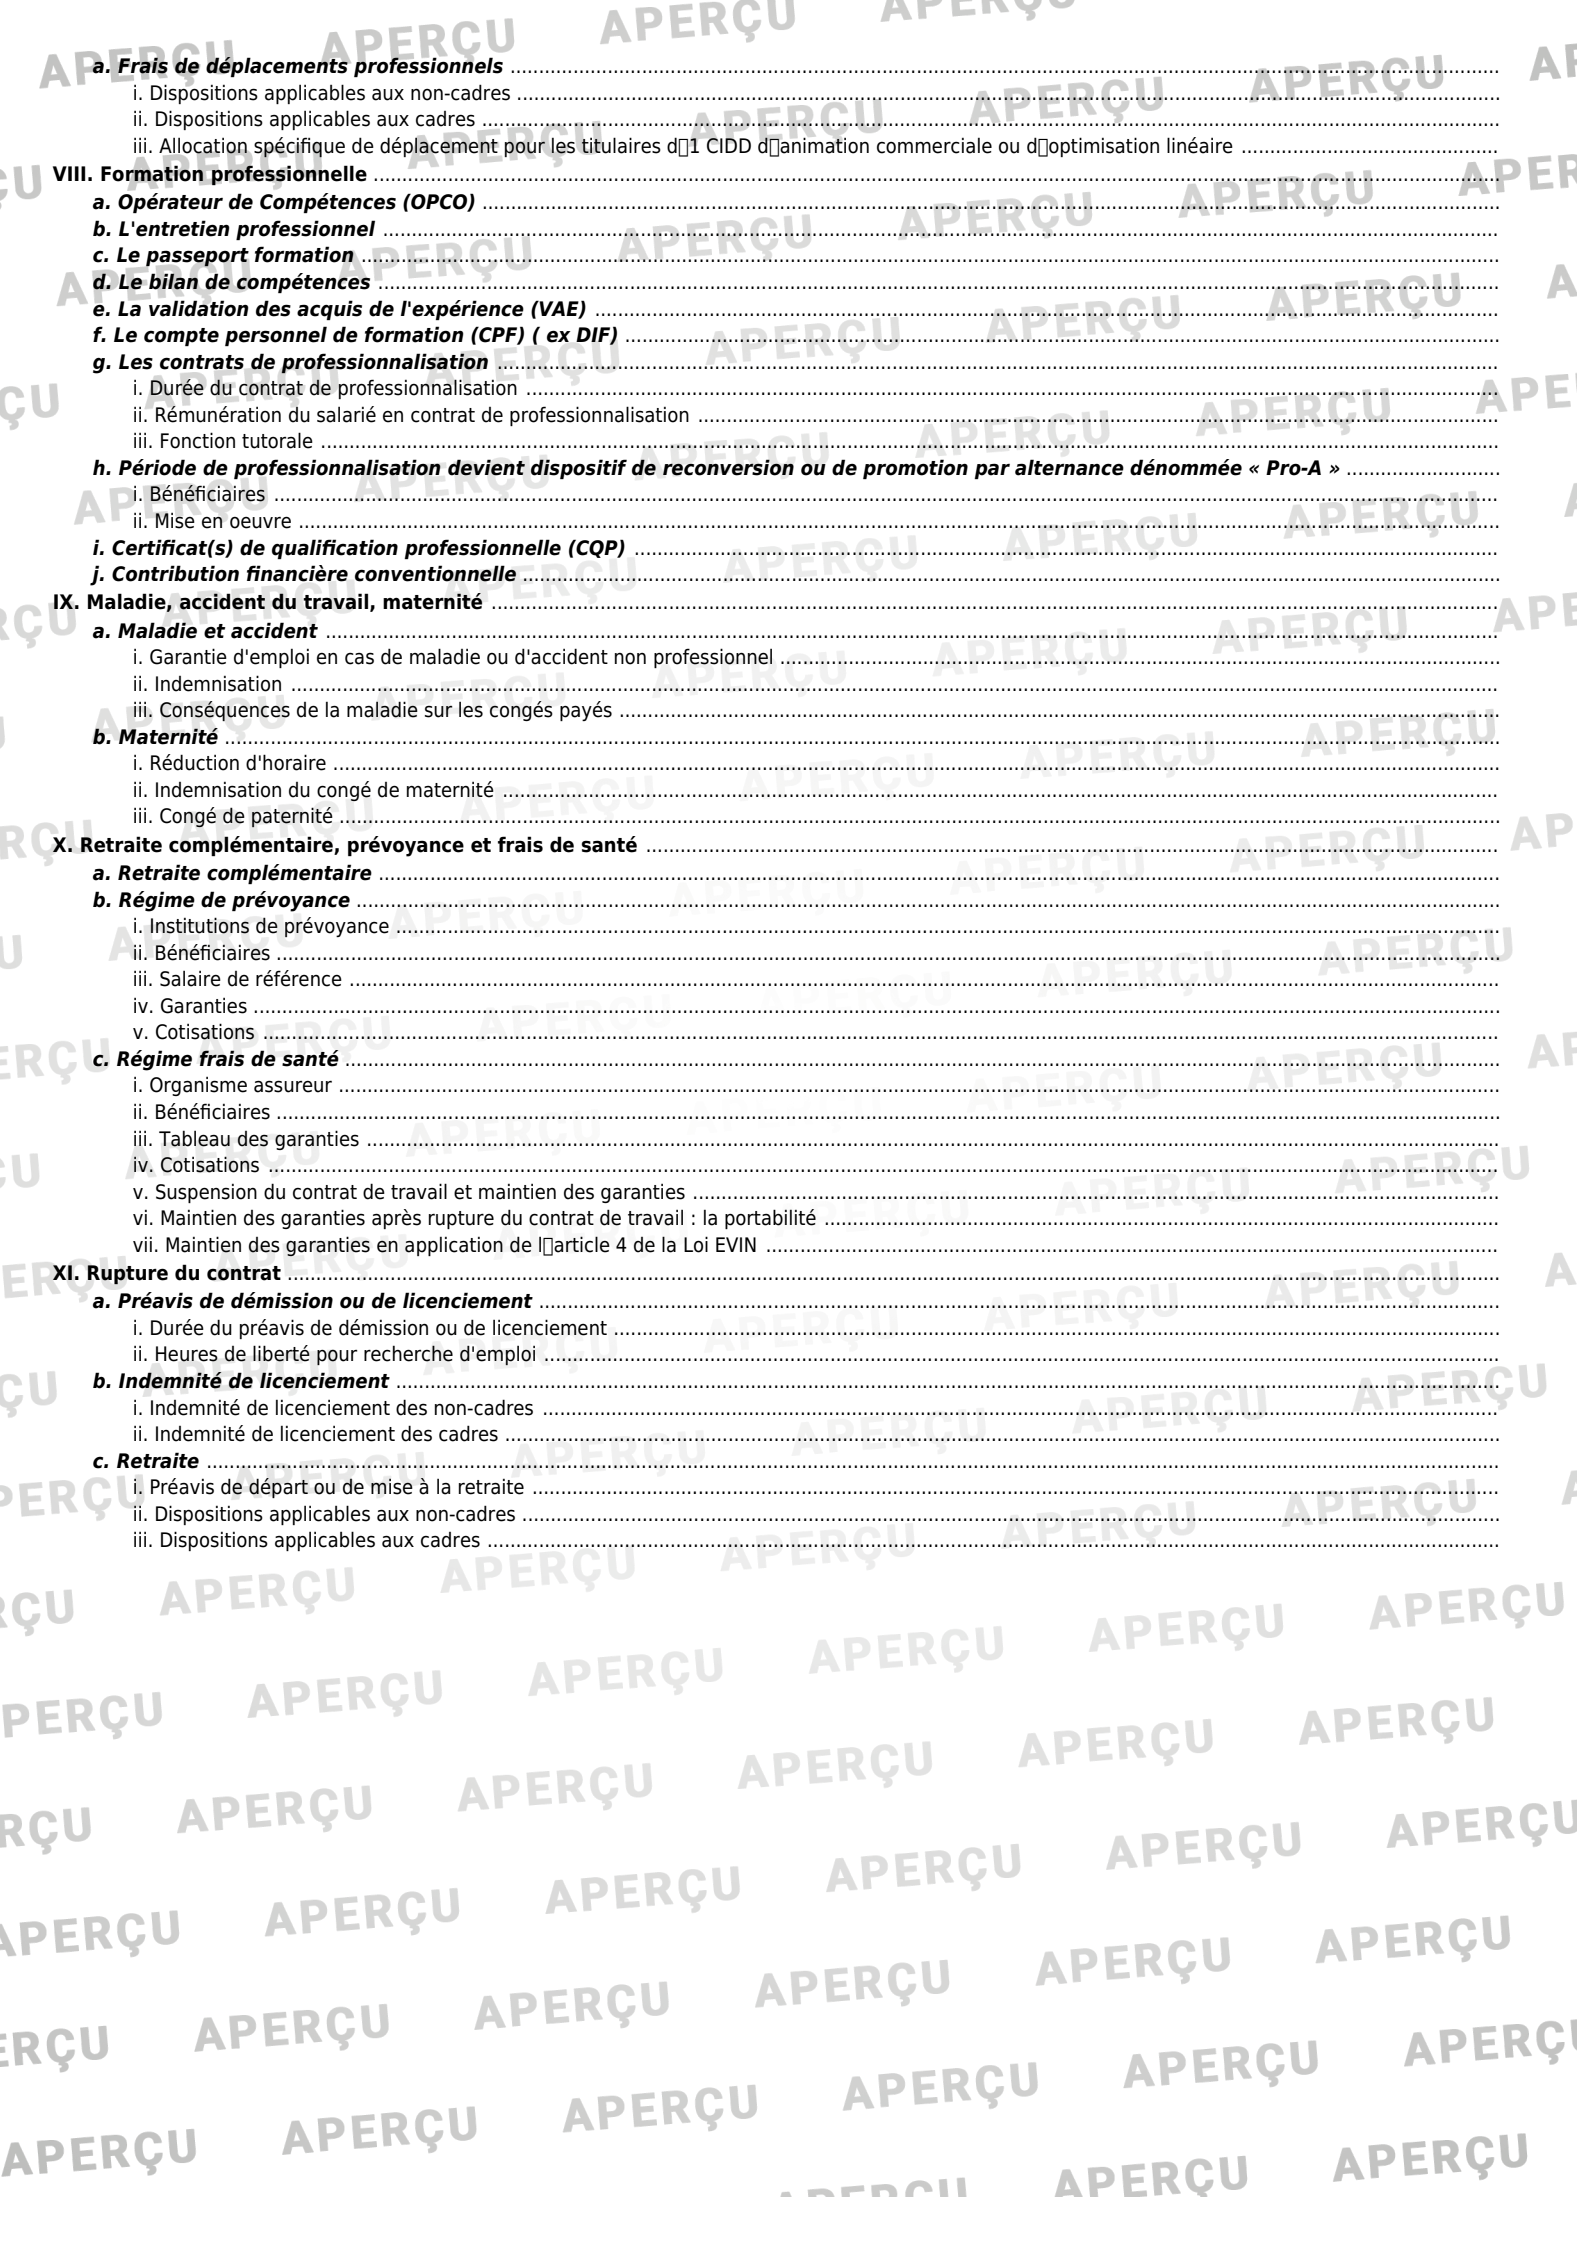 a. Frais de déplacements professionnels
i. Dispositions applicables aux non-cadres
ii. Dispositions applicables aux cadres
iii. Allocation spécifique de déplacement pour les titulaires d▯1 CIDD d▯animation commerciale ou d▯optimisation linéaire
VIII. Formation professionnelle
a. Opérateur de Compétences (OPCO)
b. L'entretien professionnel
c. Le passeport formation
d. Le bilan de compétences
e. La validation des acquis de l'expérience (VAE)
f. Le compte personnel de formation (CPF) ( ex DIF)
g. Les contrats de professionnalisation
i. Durée du contrat de professionnalisation
ii. Rémunération du salarié en contrat de professionnalisation
iii. Fonction tutorale
h. Période de professionnalisation devient dispositif de reconversion ou de promotion par alternance dénommée « Pro-A »
i. Bénéficiaires
ii. Mise en oeuvre
i. Certificat(s) de qualification professionnelle (CQP)
j. Contribution financière conventionnelle
IX. Maladie, accident du travail, maternité
a. Maladie et accident
i. Garantie d'emploi en cas de maladie ou d'accident non professionnel
ii. Indemnisation
iii. Conséquences de la maladie sur les congés payés
b. Maternité
i. Réduction d'horaire
ii. Indemnisation du congé de maternité
iii. Congé de paternité
X. Retraite complémentaire, prévoyance et frais de santé
a. Retraite complémentaire
b. Régime de prévoyance
i. Institutions de prévoyance
ii. Bénéficiaires
iii. Salaire de référence
iv. Garanties
v. Cotisations
c. Régime frais de santé
i. Organisme assureur
ii. Bénéficiaires
iii. Tableau des garanties
iv. Cotisations
v. Suspension du contrat de travail et maintien des garanties
vi. Maintien des garanties après rupture du contrat de travail : la portabilité
vii. Maintien des garanties en application de l▯article 4 de la Loi EVIN
XI. Rupture du contrat
a. Préavis de démission ou de licenciement
i. Durée du préavis de démission ou de licenciement
ii. Heures de liberté pour recherche d'emploi
b. Indemnité de licenciement
i. Indemnité de licenciement des non-cadres
ii. Indemnité de licenciement des cadres
c. Retraite
i. Préavis de départ ou de mise à la retraite
ii. Dispositions applicables aux non-cadres
iii. Dispositions applicables aux cadres
APERÇU